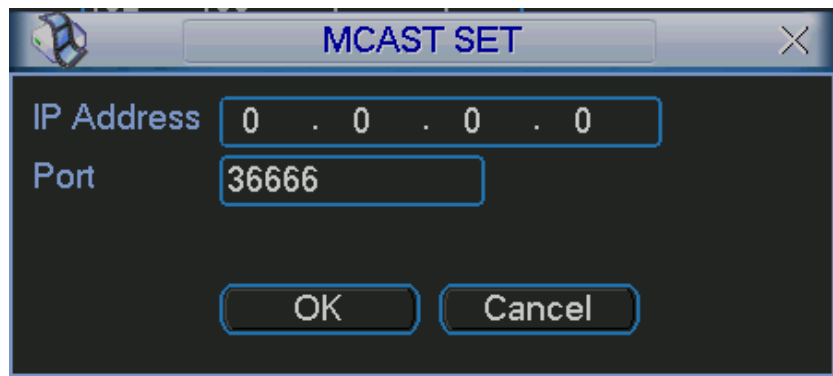 MCAST SET
IP Address 0 . 0 . 0 . 0
Port 36666
OK Cancel